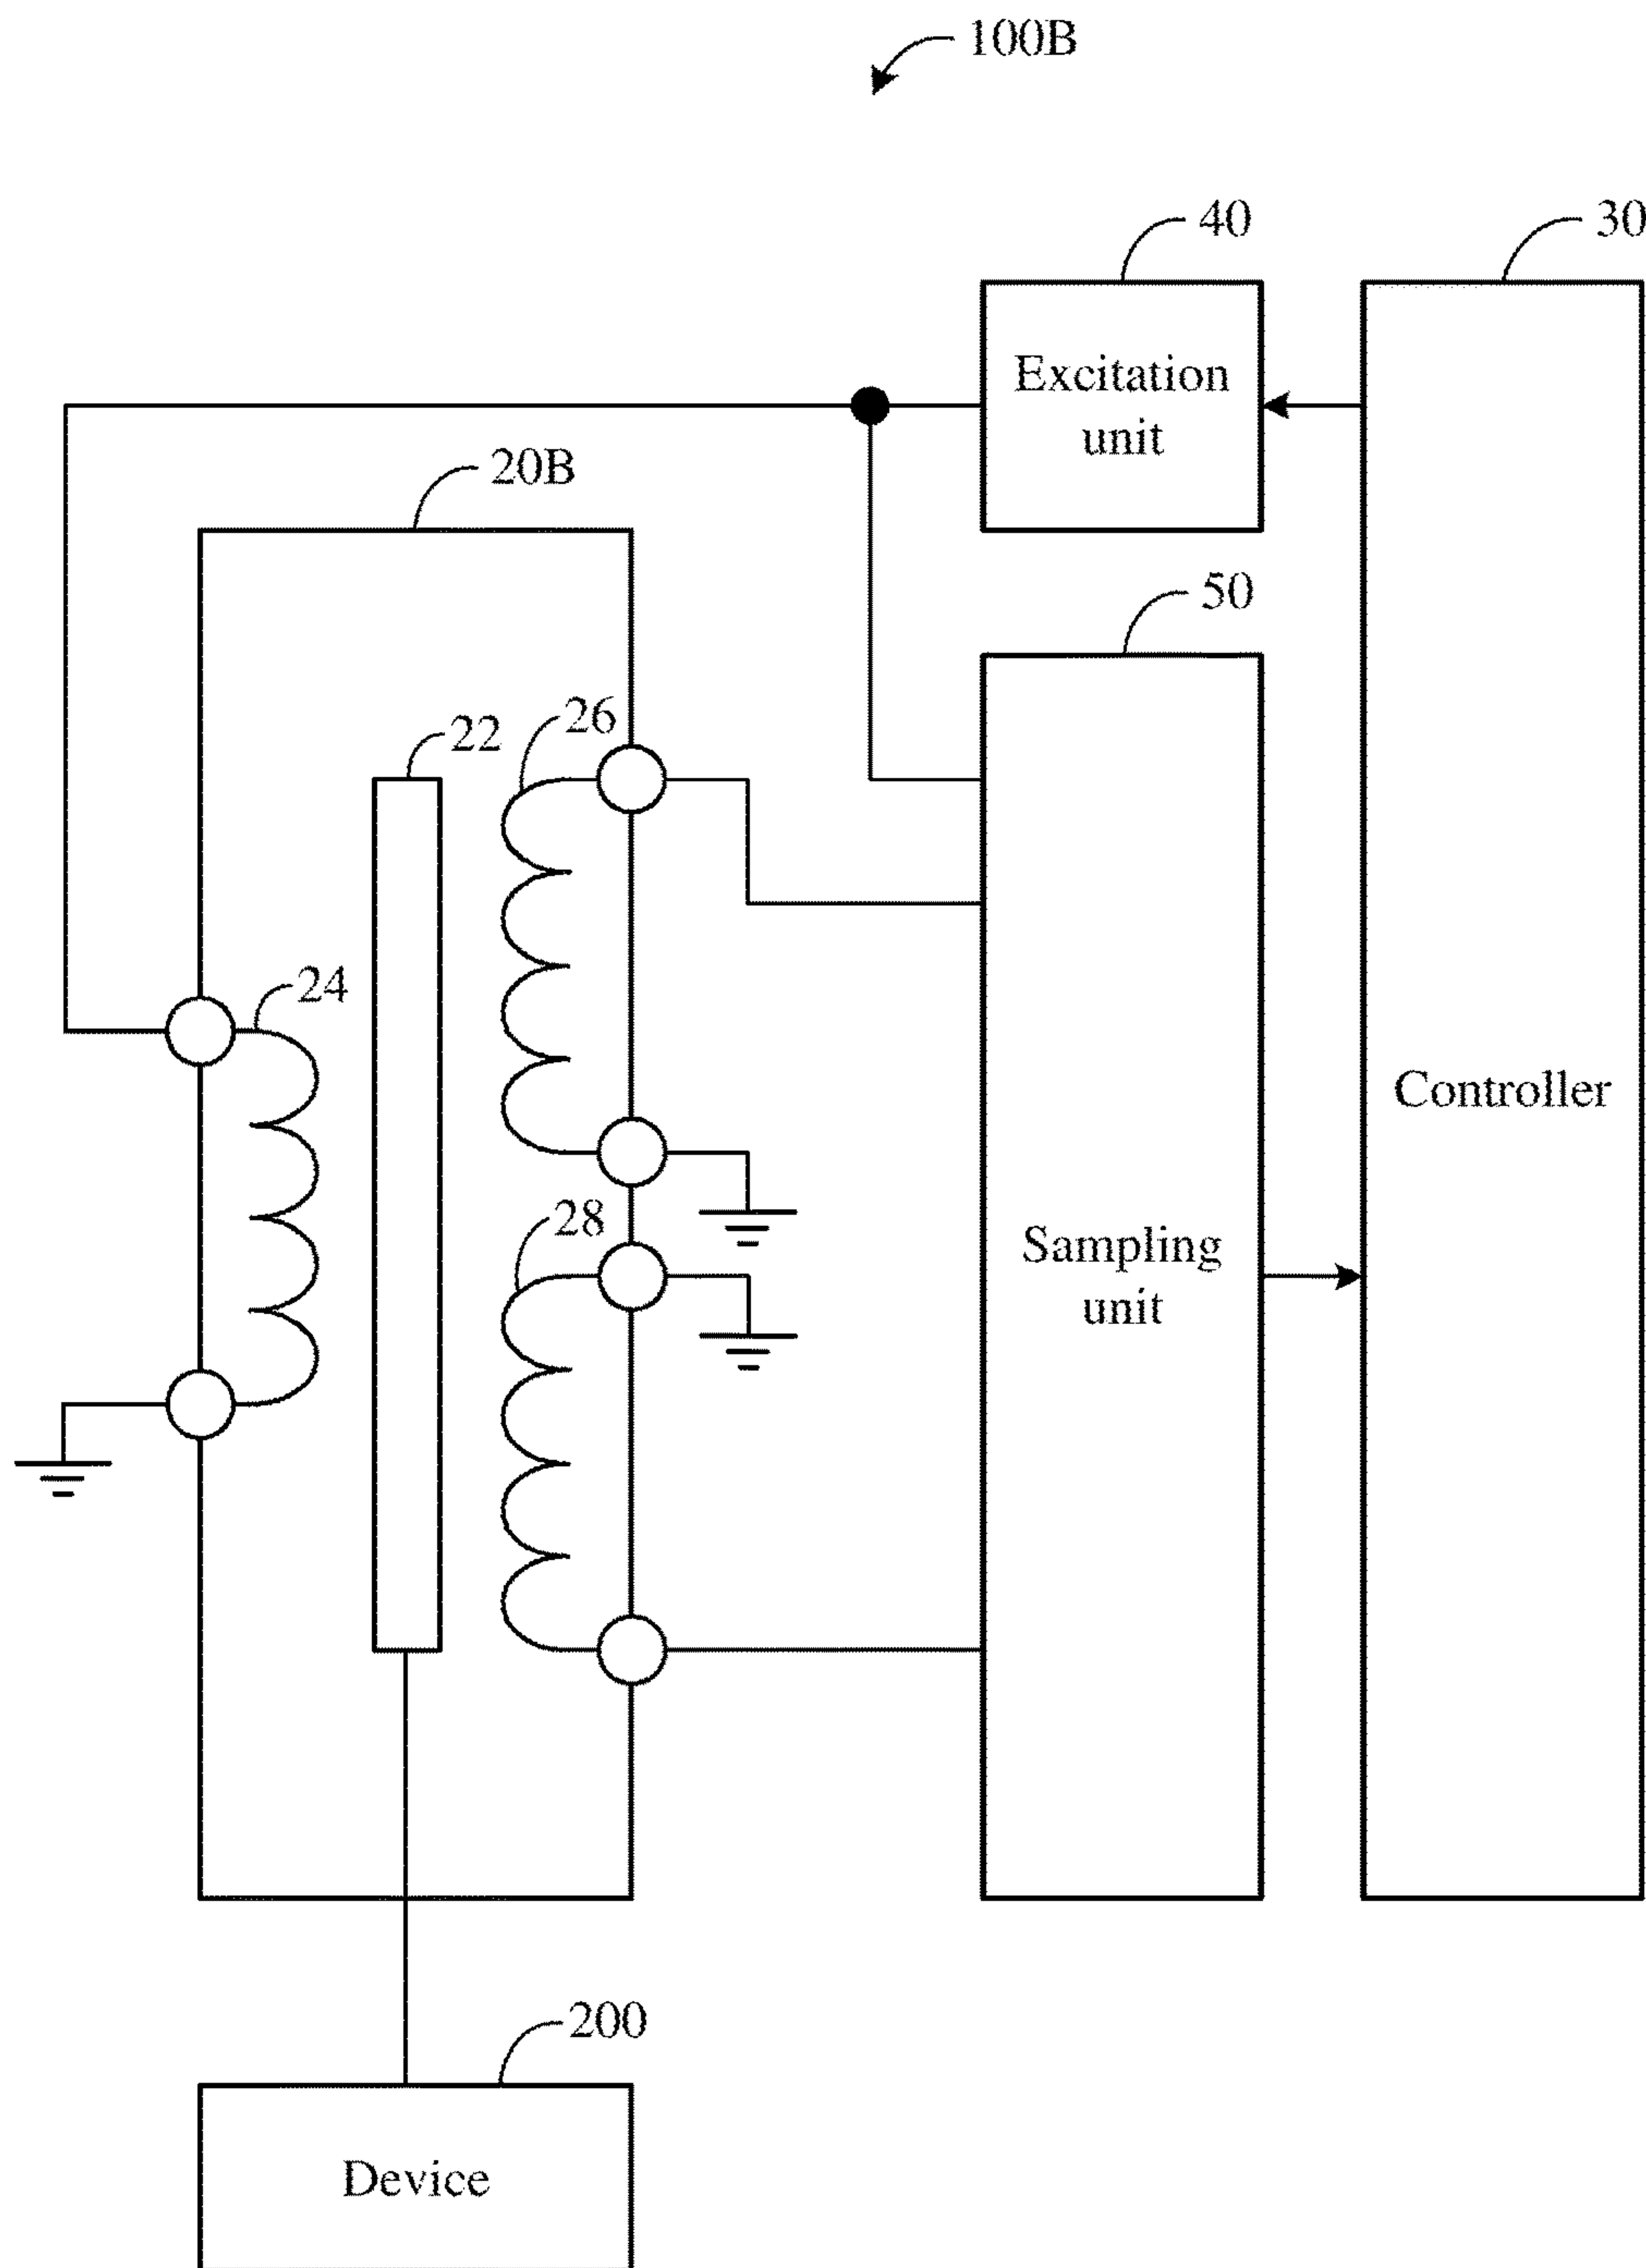 100B
40
30
Excitation
unit
20B
50
22
26
24
Controller
28
Sampling
unit
200
Device